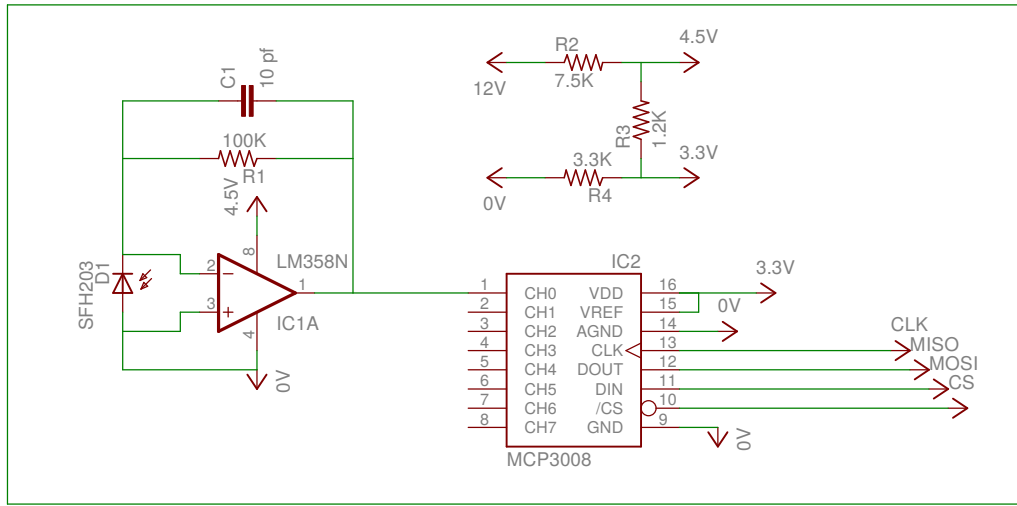 C1
10 pf
100K
R1
4.5V
8
2
3
1
4
LM358N
IC1A
SFH203
D1
0V
R2
7.5K
12V
4.5V
R3
1.2K
3.3K
R4
0V
3.3V
IC2
1 CH0 VDD 16
2 CH1 VREF 15
3 CH2 AGND 14
4 CH3 CLK 13
5 CH4 DOUT 12
6 CH5 DIN 11
7 CH6 /CS 10
8 CH7 GND 9
MCP3008
3.3V
0V
CLK
MISO
MOSI
CS
0V